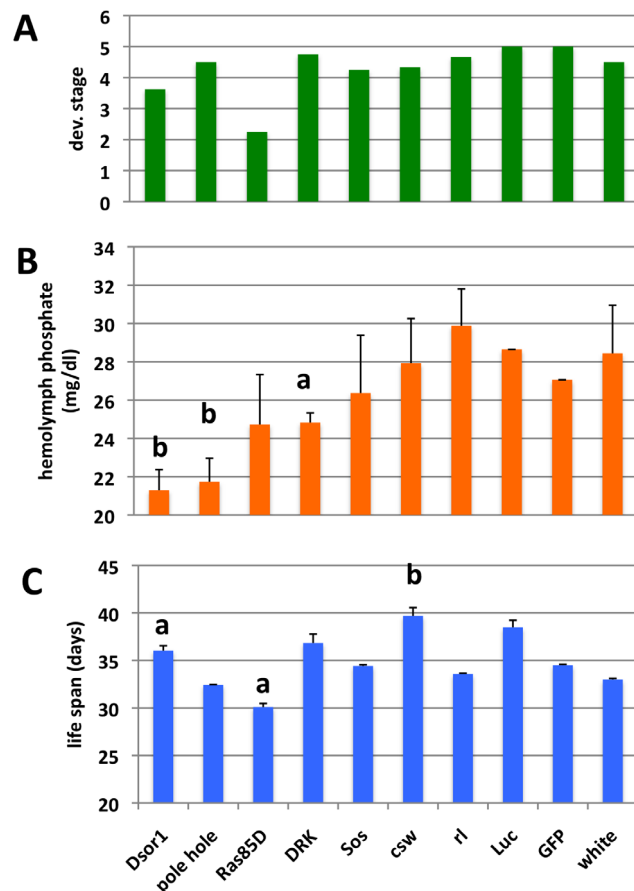 A
dev. stage
6
5
4
3
2
1
0
B
hemolymph phosphate
(mg/dl)
34
32
30
28
26
24
22
20
b
b
a
C
life span (days)
45
40
35
30
25
20
a
a
b
Dsor1
pole hole
Ras85D
DRK
Sos
csw
rl
Luc
GFP
white